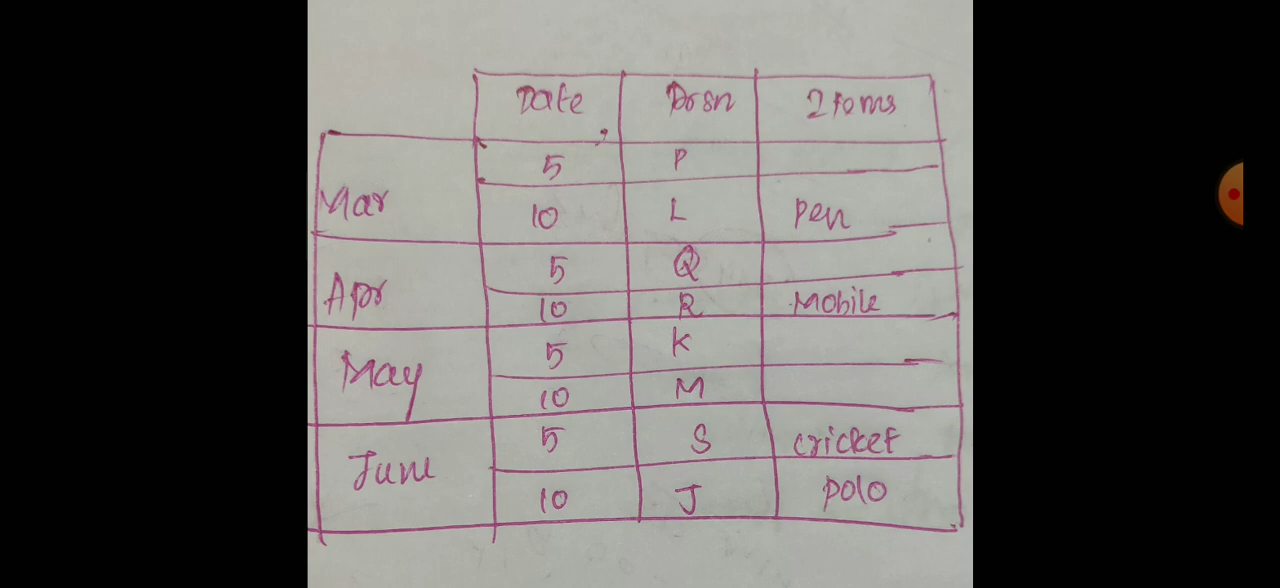 Date Prsn Items
5 P
Mar
10 L Pen
5 Q
Apr
10 R Mobile
5 K
May
10 M
5 S cricket
June
10 J polo